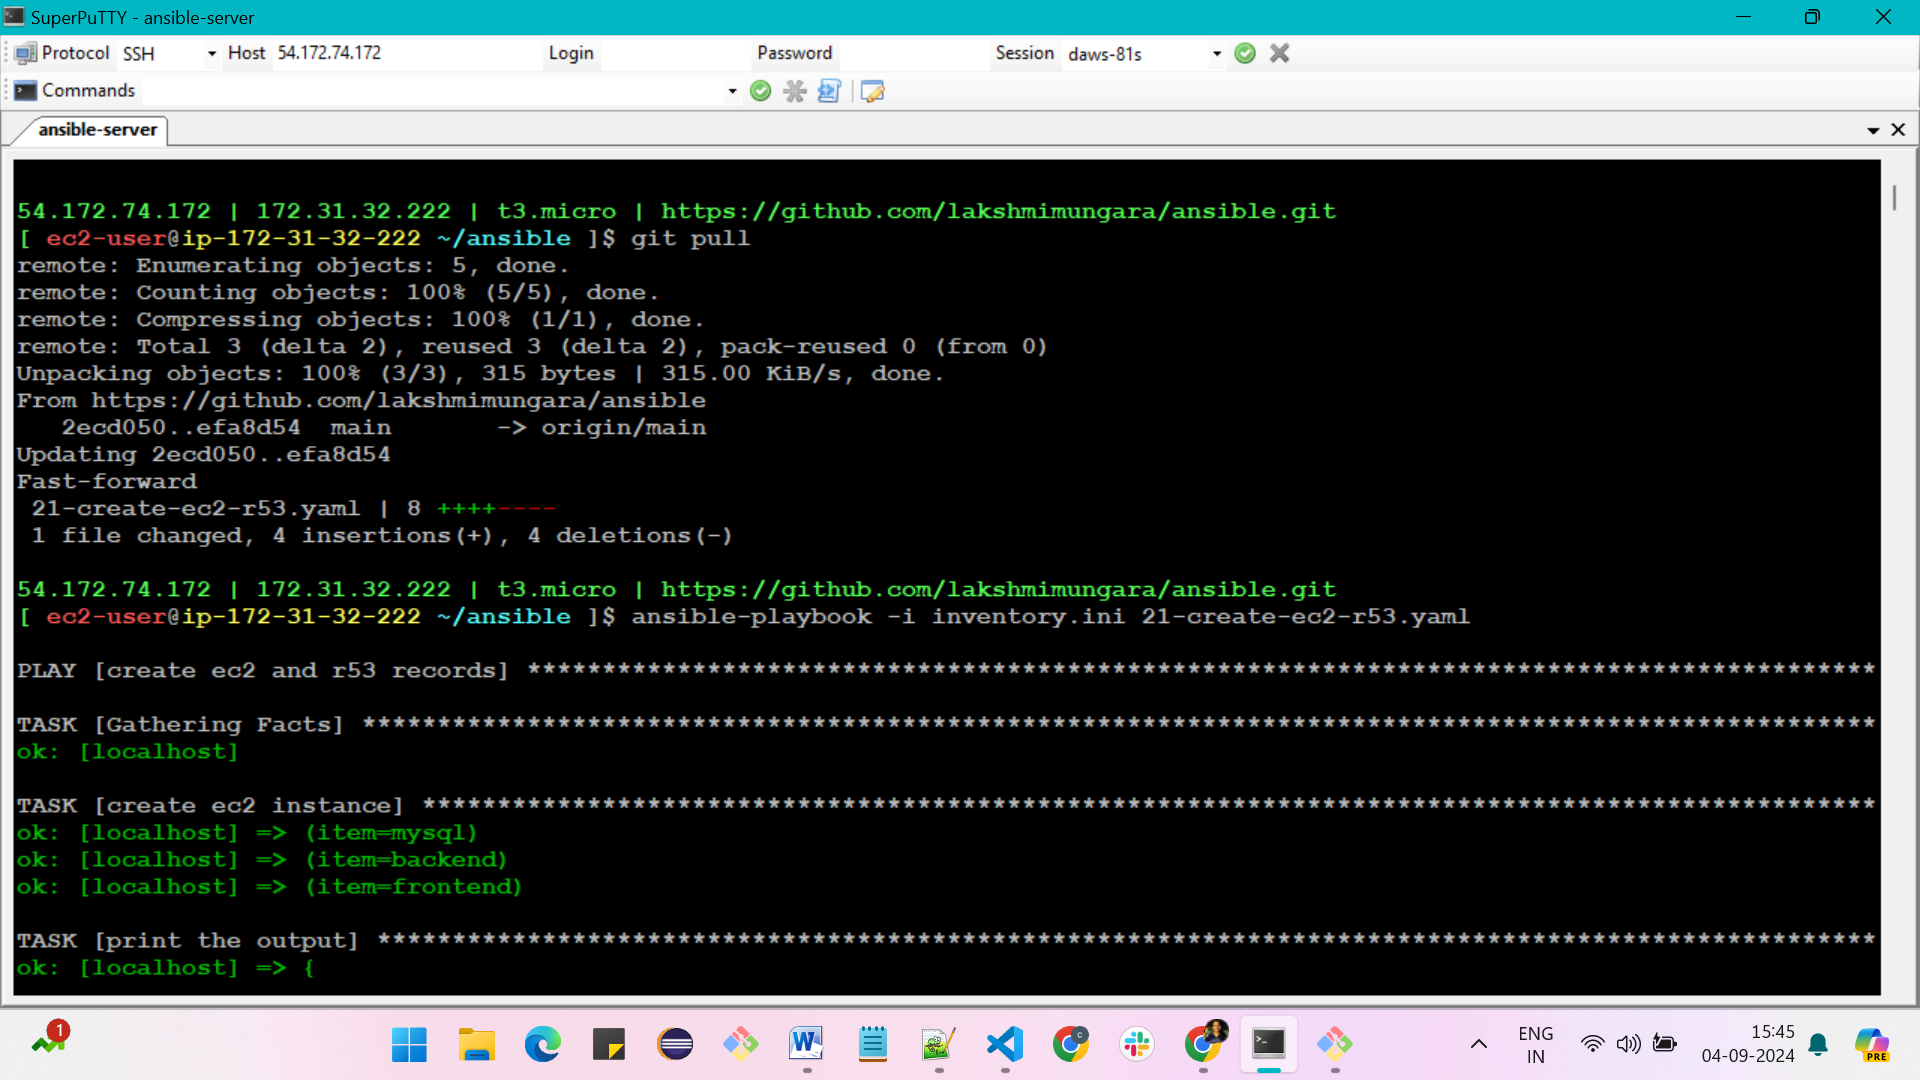 SuperPuTTY - ansible-server
Protocol SSH Host 54.172.74.172 Login Password Session daws-81s
Commands
ansible-server
54.172.74.172 | 172.31.32.222 | t3.micro | https://github.com/lakshmimungara/ansible.git
[ ec2-user@ip-172-31-32-222 ~/ansible ]$ git pull
remote: Enumerating objects: 5, done.
remote: Counting objects: 100% (5/5), done.
remote: Compressing objects: 100% (1/1), done.
remote: Total 3 (delta 2), reused 3 (delta 2), pack-reused 0 (from 0)
Unpacking objects: 100% (3/3), 315 bytes | 315.00 KiB/s, done.
From https://github.com/lakshmimungara/ansible
   2ecd050..efa8d54  main       -> origin/main
Updating 2ecd050..efa8d54
Fast-forward
 21-create-ec2-r53.yaml | 8 ++++----
 1 file changed, 4 insertions(+), 4 deletions(-)
54.172.74.172 | 172.31.32.222 | t3.micro | https://github.com/lakshmimungara/ansible.git
[ ec2-user@ip-172-31-32-222 ~/ansible ]$ ansible-playbook -i inventory.ini 21-create-ec2-r53.yaml
PLAY [create ec2 and r53 records] ******************************************************************************************
TASK [Gathering Facts] *****************************************************************************************************
ok: [localhost]
TASK [create ec2 instance] *************************************************************************************************
ok: [localhost] => (item=mysql)
ok: [localhost] => (item=backend)
ok: [localhost] => (item=frontend)
TASK [print the output] ****************************************************************************************************
ok: [localhost] => {
1
ENG
IN
15:45
04-09-2024
PRE